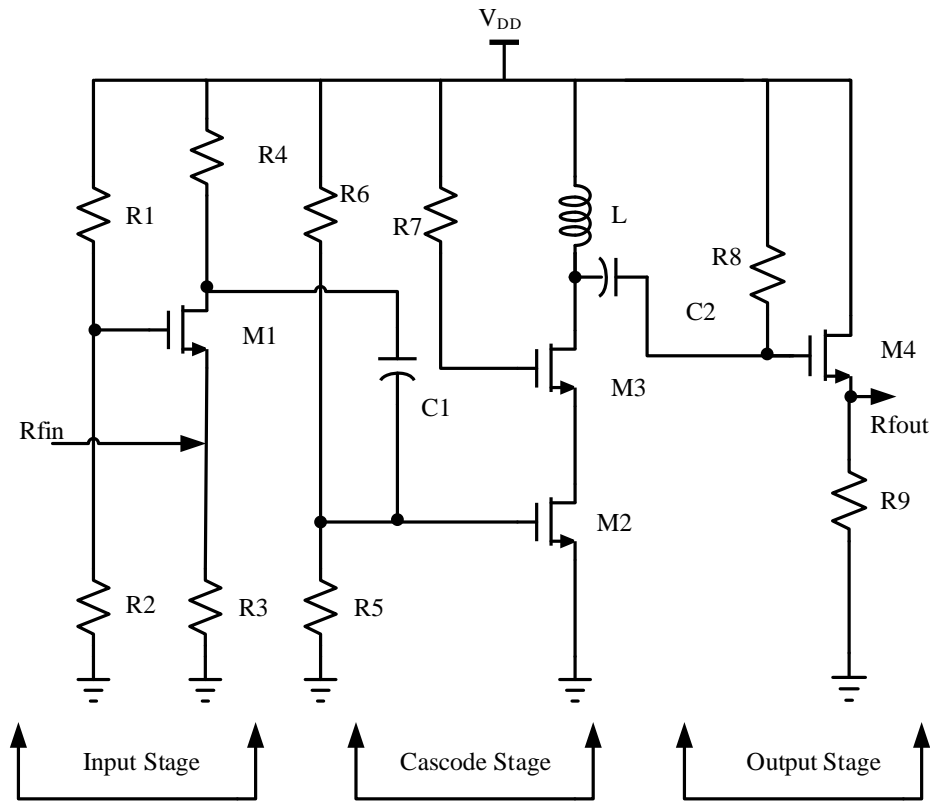 VDD
R4
R1
R6
R7
L
R8
C2
M1
M4
M3
C1
Rfin
Rfout
R9
M2
R2
R3
R5
Input Stage
Cascode Stage
Output Stage